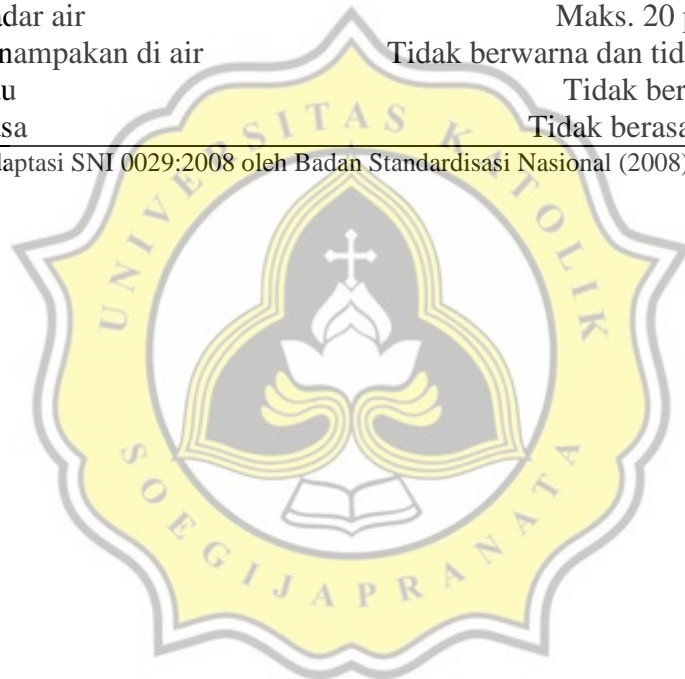 dar air Maks. 20 p
nampakan di air Tidak berwarna dan tid
u Tidak ber
sa Tidak berasa
laptasi SNI 0029:2008 oleh Badan Standardisasi Nasional (2008)
UNIVERSITAS KATOLIK
SOEGIJAPRANATA